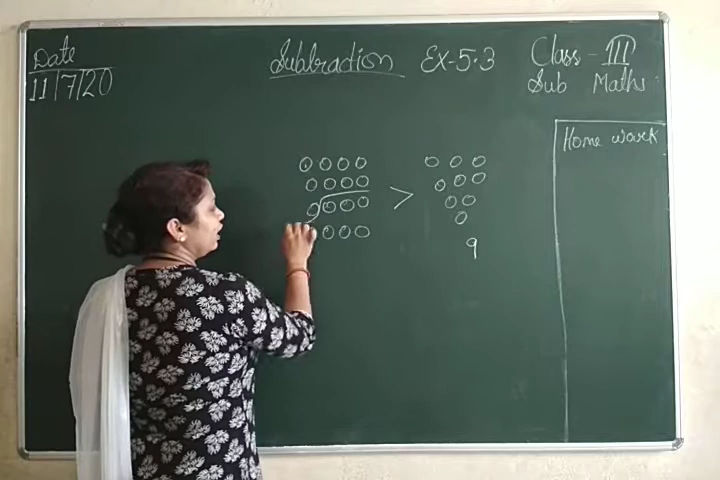 Date
11/7/20
Subtraction Ex-5.3
Class - III
Sub Maths
Home work
>
9